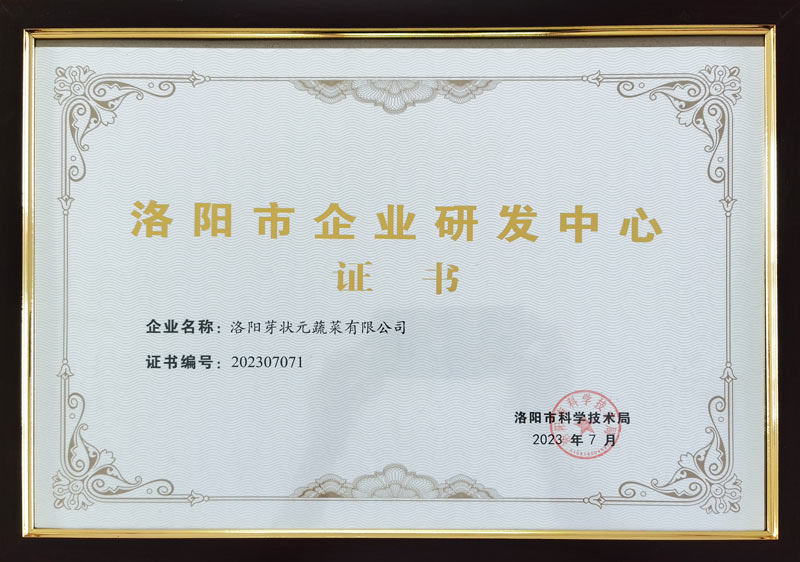 洛阳市企业研发中心
证书
企业名称：洛阳芽状元蔬菜有限公司
证书编号：202307071
洛阳市科学技术局
2023 年 7 月